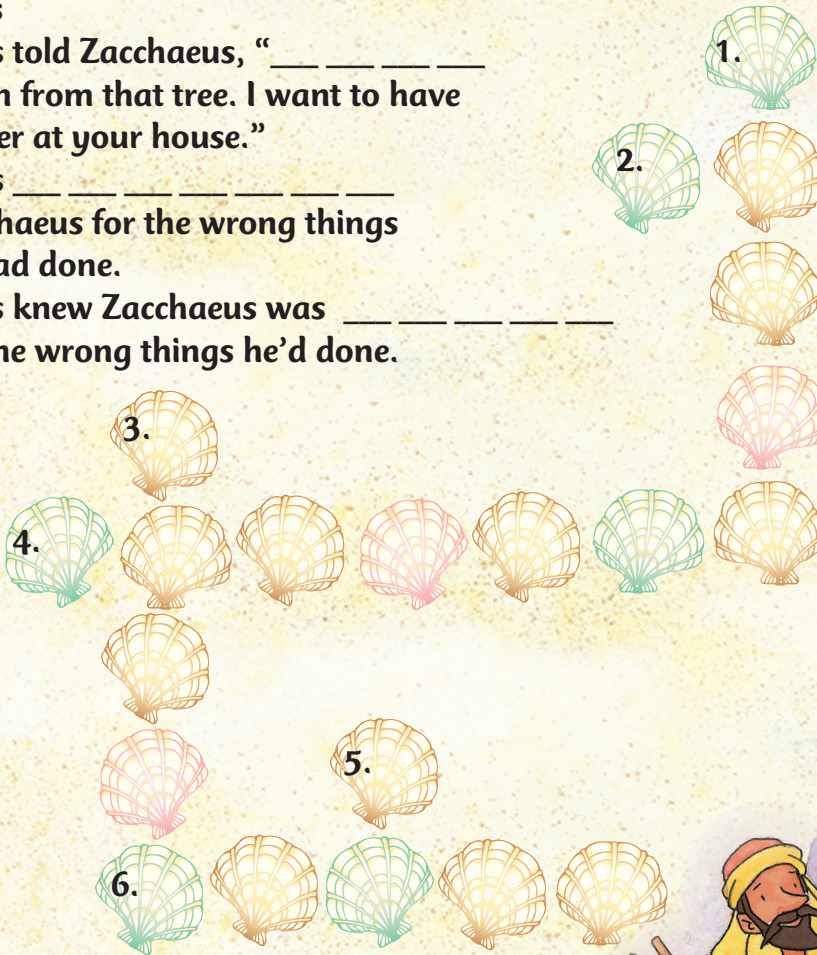 s
s told Zacchaeus, “___ ___ ___ ___
n from that tree. I want to have
er at your house.”
s ___ ___ ___ ___ ___ ___ ___
haeus for the wrong things
ad done.
s knew Zacchaeus was ___ ___ ___ ___ ___
he wrong things he’d done.
1.
2.
3.
4.
5.
6.